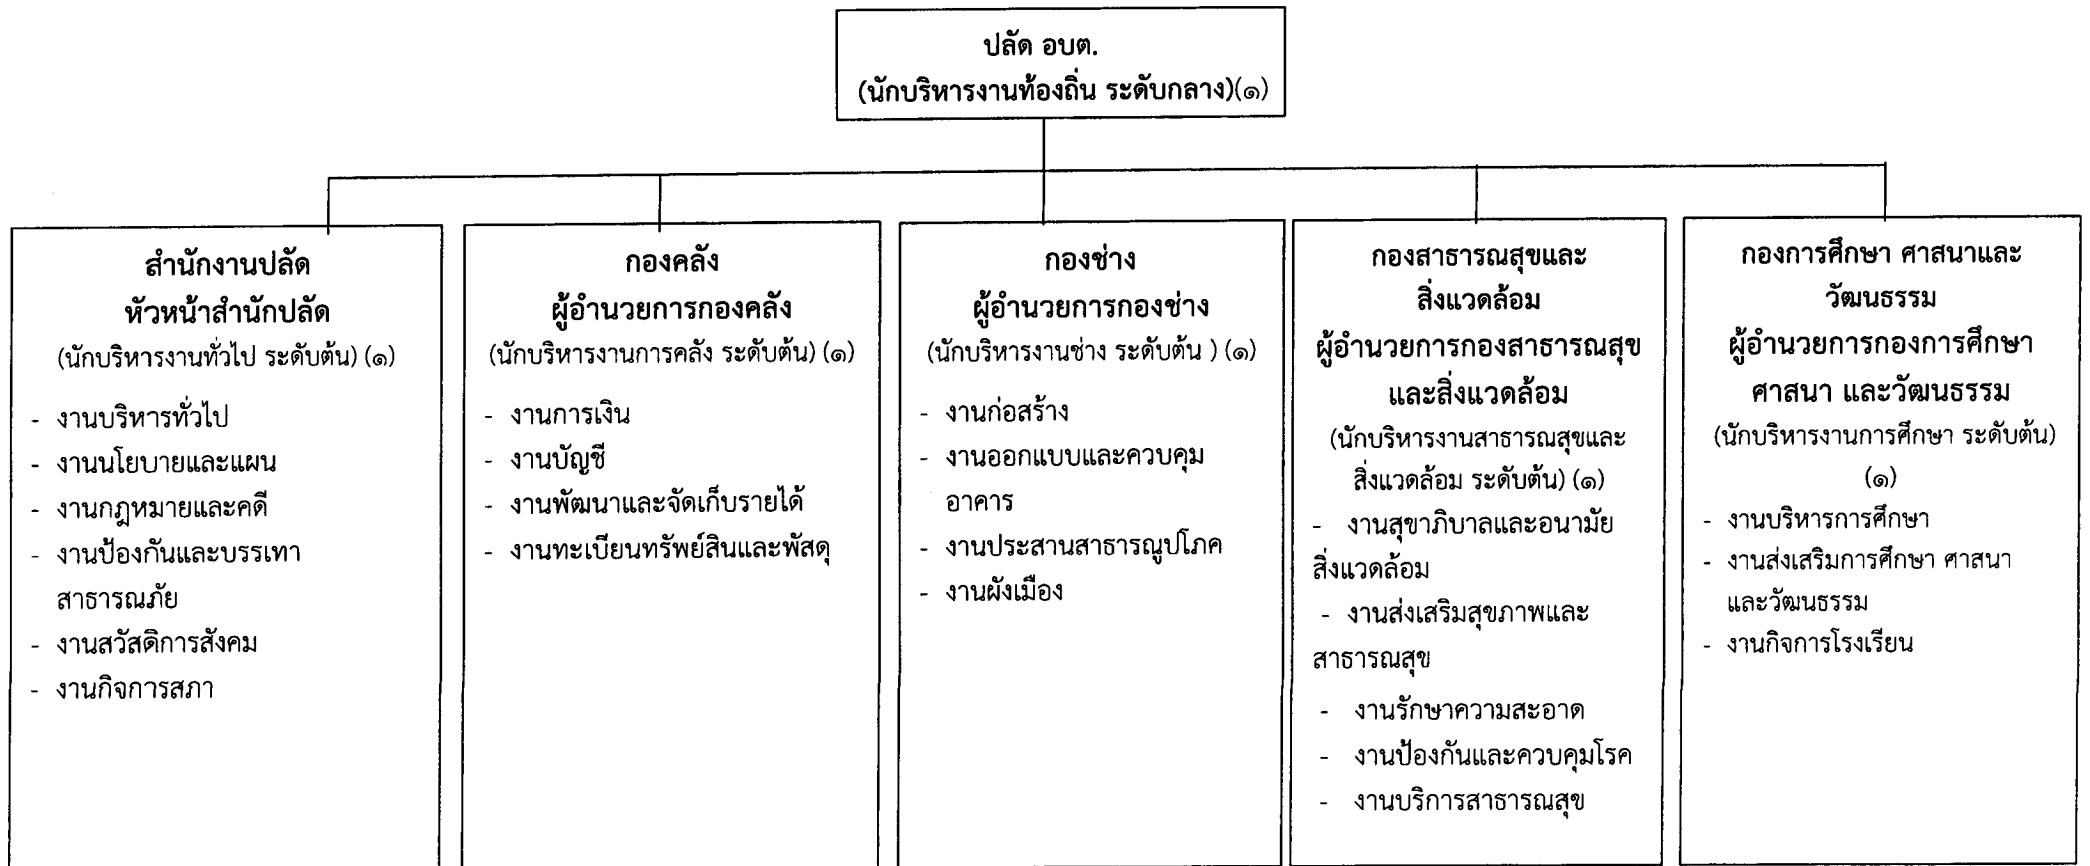 ปลัด อบต.
(นักบริหารงานท้องถิ่น ระดับกลาง)(๑)
สำนักงานปลัด
หัวหน้าสำนักปลัด
(นักบริหารงานทั่วไป ระดับต้น) (๑)
- งานบริหารทั่วไป
- งานนโยบายและแผน
- งานกฎหมายและคดี
- งานป้องกันและบรรเทา
สาธารณภัย
- งานสวัสดิการสังคม
- งานกิจการสภา
กองคลัง
ผู้อำนวยการกองคลัง
(นักบริหารงานการคลัง ระดับต้น) (๑)
- งานการเงิน
- งานบัญชี
- งานพัฒนาและจัดเก็บรายได้
- งานทะเบียนทรัพย์สินและพัสดุ
กองช่าง
ผู้อำนวยการกองช่าง
(นักบริหารงานช่าง ระดับต้น ) (๑)
- งานก่อสร้าง
- งานออกแบบและควบคุม
อาคาร
- งานประสานสาธารณูปโภค
- งานผังเมือง
กองสาธารณสุขและ
สิ่งแวดล้อม
ผู้อำนวยการกองสาธารณสุข
และสิ่งแวดล้อม
(นักบริหารงานสาธารณสุขและ
สิ่งแวดล้อม ระดับต้น) (๑)
- งานสุขาภิบาลและอนามัย
สิ่งแวดล้อม
- งานส่งเสริมสุขภาพและ
สาธารณสุข
- งานรักษาความสะอาด
- งานป้องกันและควบคุมโรค
- งานบริการสาธารณสุข
กองการศึกษา ศาสนาและ
วัฒนธรรม
ผู้อำนวยการกองการศึกษา
ศาสนา และวัฒนธรรม
(นักบริหารงานการศึกษา ระดับต้น)
(๑)
- งานบริหารการศึกษา
- งานส่งเสริมการศึกษา ศาสนา
และวัฒนธรรม
- งานกิจการโรงเรียน